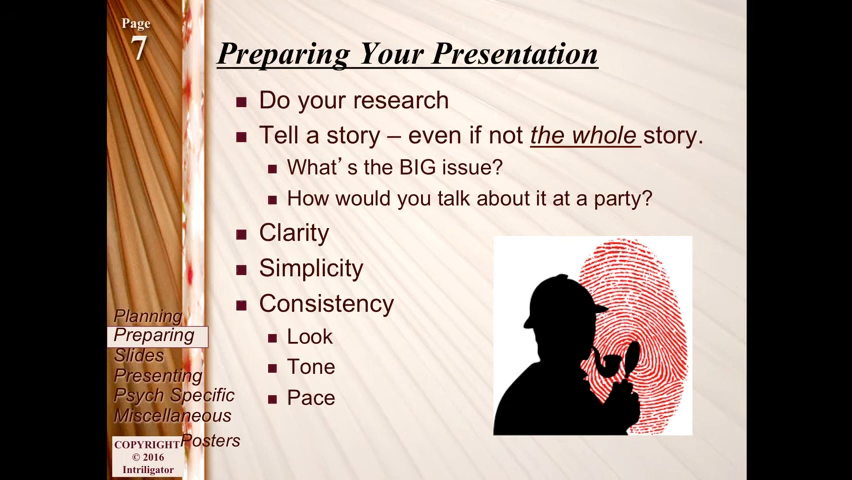 Page
7
Preparing Your Presentation
Do your research
Tell a story – even if not the whole story.
What's the BIG issue?
How would you talk about it at a party?
Clarity
Simplicity
Consistency
Look
Tone
Pace
Planning
Preparing
Slides
Presenting
Psych Specific
Miscellaneous
Posters
COPYRIGHT
© 2016
Intriligator